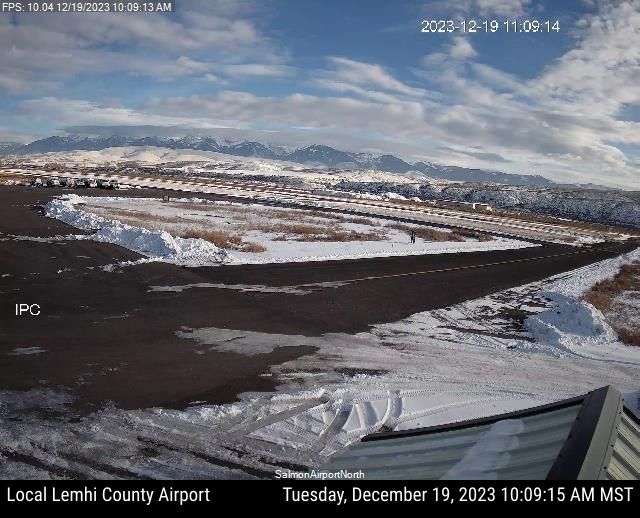 FPS: 10.04 12/19/2023 10:09:13 AM
2023-12-19 11:09:14
IPC
SalmonAirportNorth
Local Lemhi County Airport Tuesday, December 19, 2023 10:09:15 AM MST